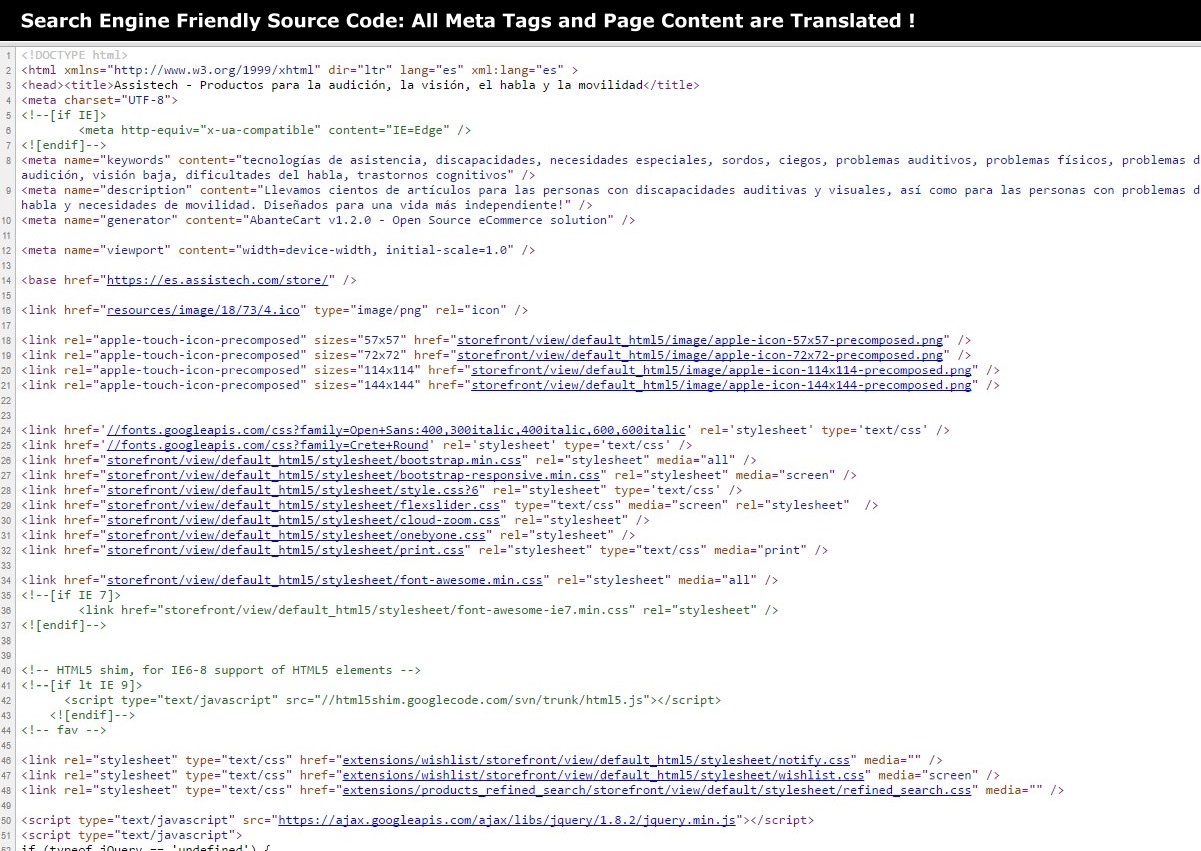 Search Engine Friendly Source Code: All Meta Tags and Page Content are Translated !
1 <!DOCTYPE html>
2 <html xmlns="http://www.w3.org/1999/xhtml" dir="ltr" lang="es" xml:lang="es" >
3 <head><title>Assistech - Productos para la audición, la visión, el habla y la movilidad</title>
4 <meta charset="UTF-8">
5 <!--[if IE]>
6 <meta http-equiv="x-ua-compatible" content="IE=Edge" />
7 <![endif]-->
8 <meta name="keywords" content="tecnologías de asistencia, discapacidades, necesidades especiales, sordos, ciegos, problemas auditivos, problemas físicos, problemas d
audición, visión baja, dificultades del habla, trastornos cognitivos" />
9 <meta name="description" content="Llevamos cientos de artículos para las personas con discapacidades auditivas y visuales, así como para las personas con problemas d
habla y necesidades de movilidad. Diseñados para una vida más independiente!" />
10 <meta name="generator" content="AbanteCart v1.2.0 - Open Source eCommerce solution" />
11
12 <meta name="viewport" content="width=device-width, initial-scale=1.0" />
13
14 <base href="https://es.assistech.com/store/" />
15
16 <link href="resources/image/18/73/4.ico" type="image/png" rel="icon" />
17
18 <link rel="apple-touch-icon-precomposed" sizes="57x57" href="storefront/view/default_html5/image/apple-icon-57x57-precomposed.png" />
19 <link rel="apple-touch-icon-precomposed" sizes="72x72" href="storefront/view/default_html5/image/apple-icon-72x72-precomposed.png" />
20 <link rel="apple-touch-icon-precomposed" sizes="114x114" href="storefront/view/default_html5/image/apple-icon-114x114-precomposed.png" />
21 <link rel="apple-touch-icon-precomposed" sizes="144x144" href="storefront/view/default_html5/image/apple-icon-144x144-precomposed.png" />
22
23
24 <link href='//fonts.googleapis.com/css?family=Open+Sans:400,300italic,400italic,600,600italic' rel='stylesheet' type='text/css' />
25 <link href='//fonts.googleapis.com/css?family=Crete+Round' rel='stylesheet' type='text/css' />
26 <link href="storefront/view/default_html5/stylesheet/bootstrap.min.css" rel="stylesheet" media="all" />
27 <link href="storefront/view/default_html5/stylesheet/bootstrap-responsive.min.css" rel="stylesheet" media="screen" />
28 <link href="storefront/view/default_html5/stylesheet/style.css?6" rel="stylesheet" type='text/css' />
29 <link href="storefront/view/default_html5/stylesheet/flexslider.css" type="text/css" media="screen" rel="stylesheet"  />
30 <link href="storefront/view/default_html5/stylesheet/cloud-zoom.css" rel="stylesheet" />
31 <link href="storefront/view/default_html5/stylesheet/onebyone.css" rel="stylesheet" />
32 <link href="storefront/view/default_html5/stylesheet/print.css" rel="stylesheet" type="text/css" media="print" />
33
34 <link href="storefront/view/default_html5/stylesheet/font-awesome.min.css" rel="stylesheet" media="all" />
35 <!--[if IE 7]>
36 <link href="storefront/view/default_html5/stylesheet/font-awesome-ie7.min.css" rel="stylesheet" />
37 <![endif]-->
38
39
40 <!-- HTML5 shim, for IE6-8 support of HTML5 elements -->
41 <!--[if lt IE 9]>
42 <script type="text/javascript" src="//html5shim.googlecode.com/svn/trunk/html5.js"></script>
43 <![endif]-->
44 <!-- fav -->
45
46 <link rel="stylesheet" type="text/css" href="extensions/wishlist/storefront/view/default_html5/stylesheet/notify.css" media="" />
47 <link rel="stylesheet" type="text/css" href="extensions/wishlist/storefront/view/default_html5/stylesheet/wishlist.css" media="screen" />
48 <link rel="stylesheet" type="text/css" href="extensions/products_refined_search/storefront/view/default/stylesheet/refined_search.css" media="" />
49
50 <script type="text/javascript" src="https://ajax.googleapis.com/ajax/libs/jquery/1.8.2/jquery.min.js"></script>
51 <script type="text/javascript">
52 if (typeof jQuery == 'undefined') {